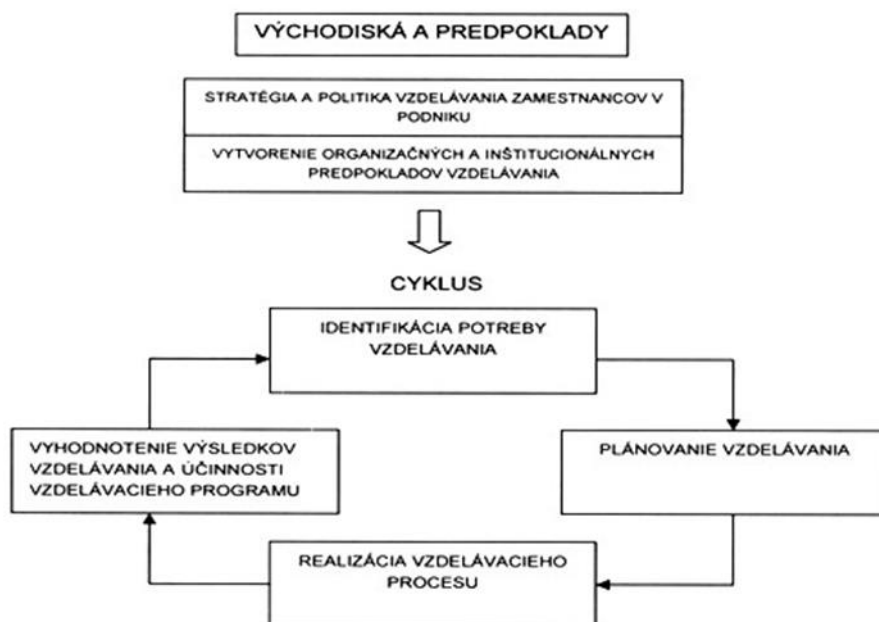 VÝCHODISKÁ A PREDPOKLADY
STRATÉGIA A POLITIKA VZDELÁVANIA ZAMESTNANCOV V
PODNIKU
VYTVORENIE ORGANIZAČNÝCH A INŠTITUCIONÁLNYCH
PREDPOKLADOV VZDELÁVANIA
CYKLUS
IDENTIFIKÁCIA POTREBY
VZDELÁVANIA
VYHODNOTENIE VÝSLEDKOV
VZDELÁVANIA A ÚČINNOSTI
VZDELÁVACIEHO PROGRAMU
PLÁNOVANIE VZDELÁVANIA
REALIZÁCIA VZDELÁVACIEHO
PROCESU